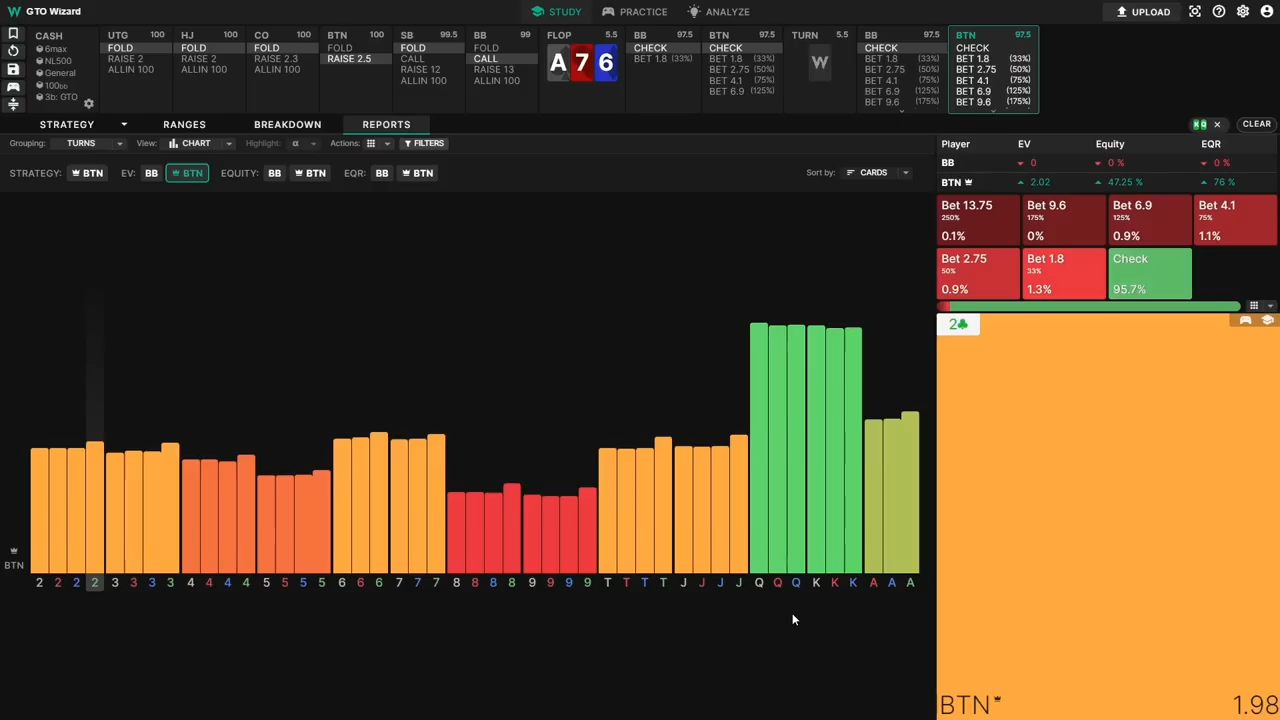 GTO Wizard
STUDY
PRACTICE
ANALYZE
UPLOAD
CASH
6max
NL500
General
100bb
3b: GTO
UTG 100
FOLD
RAISE 2
ALLIN 100
HJ 100
FOLD
RAISE 2
ALLIN 100
CO 100
FOLD
RAISE 2.3
ALLIN 100
BTN 100
FOLD
RAISE 2.5
SB 99.5
FOLD
CALL
RAISE 12
ALLIN 100
BB 99
FOLD
CALL
RAISE 13
ALLIN 100
FLOP 5.5
A 7 6
BB 97.5
CHECK
BET 1.8 (33%)
BTN 97.5
CHECK
BET 1.8 (33%)
BET 2.75 (50%)
BET 4.1 (75%)
BET 6.9 (125%)
TURN 5.5
W
BB 97.5
CHECK
BET 1.8 (33%)
BET 2.75 (50%)
BET 4.1 (75%)
BET 6.9 (125%)
BET 9.6 (175%)
BTN 97.5
CHECK
BET 1.8 (33%)
BET 2.75 (50%)
BET 4.1 (75%)
BET 6.9 (125%)
BET 9.6 (175%)
STRATEGY RANGES BREAKDOWN REPORTS
K Q × CLEAR
Grouping: TURNS View: CHART Highlight: α Actions: FILTERS
STRATEGY: BTN EV: BB BTN EQUITY: BB BTN EQR: BB BTN
Sort by: CARDS
Player EV Equity EQR
BB 0 0 % 0 %
BTN 2.02 47.25 % 76 %
Bet 13.75
250%
0.1%
Bet 9.6
175%
0%
Bet 6.9
125%
0.9%
Bet 4.1
75%
1.1%
Bet 2.75
50%
0.9%
Bet 1.8
33%
1.3%
Check
95.7%
2♣
BTN
2 2 2 2 3 3 3 3 4 4 4 4 5 5 5 5 6 6 6 7 7 7 8 8 8 8 9 9 9 9 T T T T J J J J Q Q Q K K K A A A
BTN 1.98